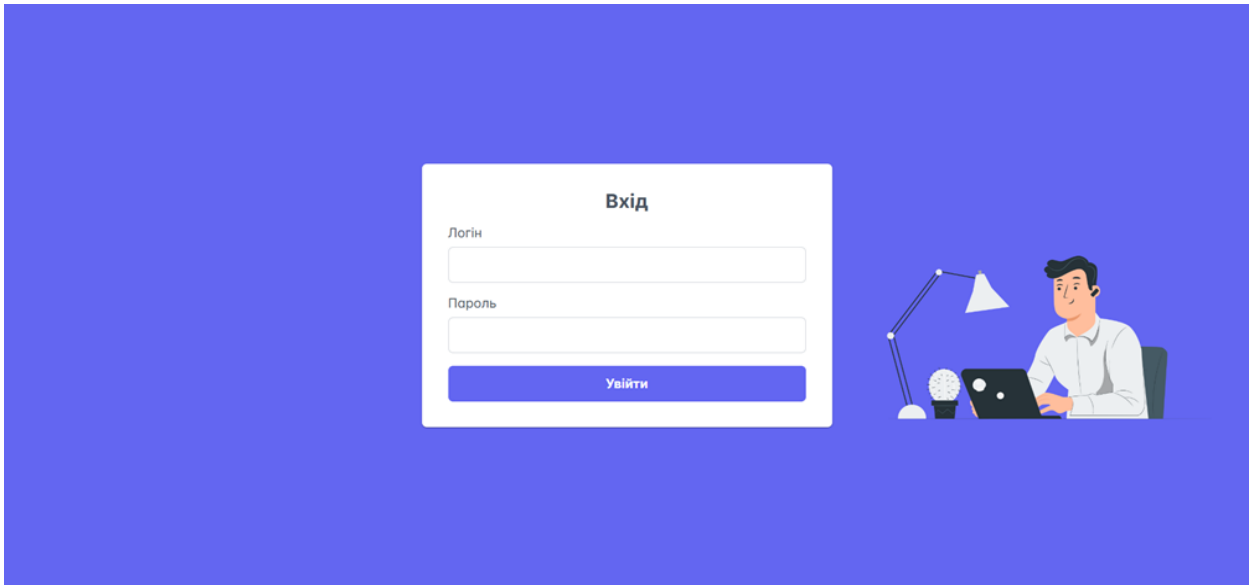 Вхід
Логін
Пароль
Увійти